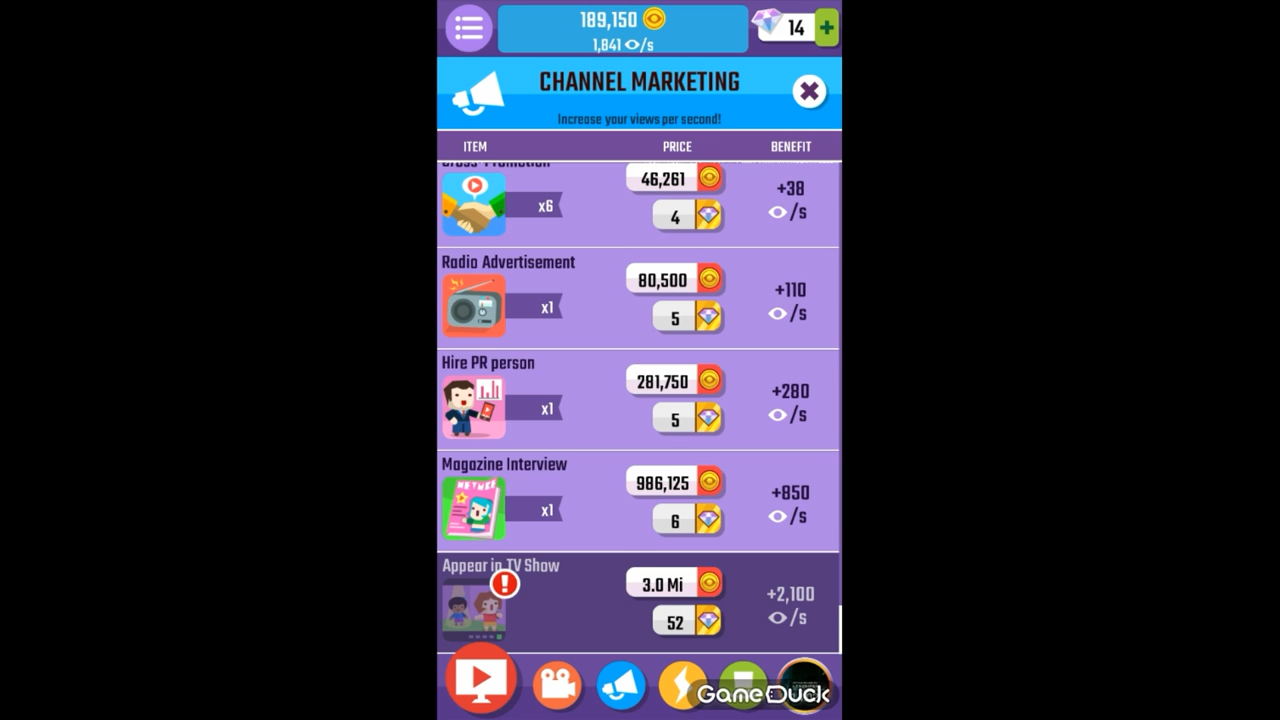 189,150
14
1,841 /s
CHANNEL MARKETING
Increase your views per second!
ITEM PRICE BENEFIT
Cross-Promotion
46,261
x6
+38
4
/s
Radio Advertisement
80,500
x1
+110
5
/s
Hire PR person
281,750
x1
+280
5
/s
Magazine Interview
986,125
x1
+850
6
/s
Appear in TV Show
3.0 Mi
+2,100
52
/s
GameDuck